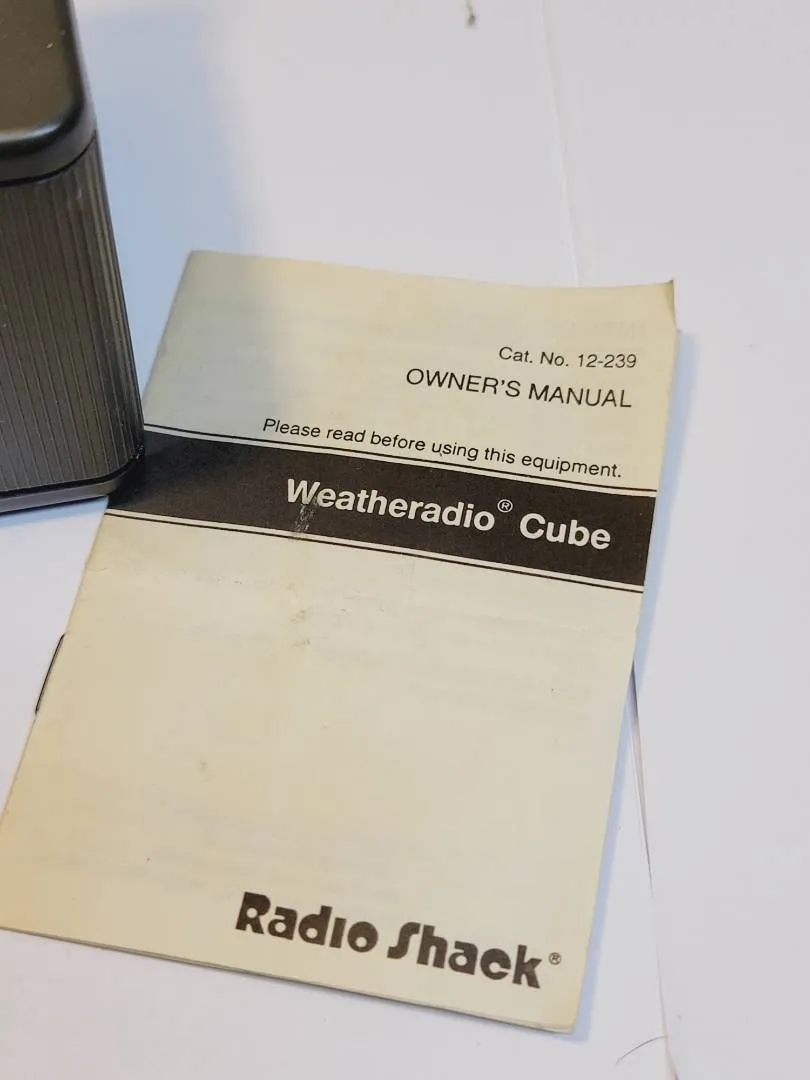 Cat. No. 12-239
OWNER'S MANUAL
Please read before using this equipment.
Weatheradio® Cube
Radio Shack®